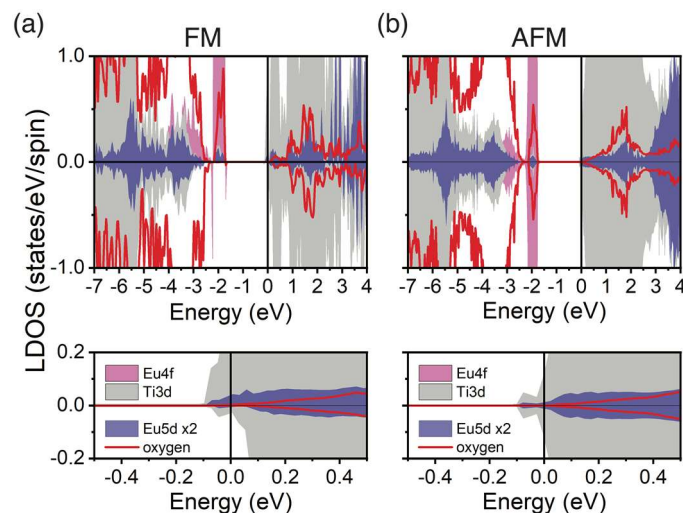 (a) FM
(b) AFM
LDOS (states/eV/spin)
1.0
0.5
0.0
-0.5
-1.0
-7 -6 -5 -4 -3 -2 -1 0 1 2 3 4
-7 -6 -5 -4 -3 -2 -1 0 1 2 3 4
Energy (eV)
Energy (eV)
0.2
0.0
-0.2
Eu4f
Ti3d
Eu5d x2
oxygen
Eu4f
Ti3d
Eu5d x2
oxygen
-0.4 -0.2 0.0 0.2 0.4
-0.4 -0.2 0.0 0.2 0.4
Energy (eV)
Energy (eV)